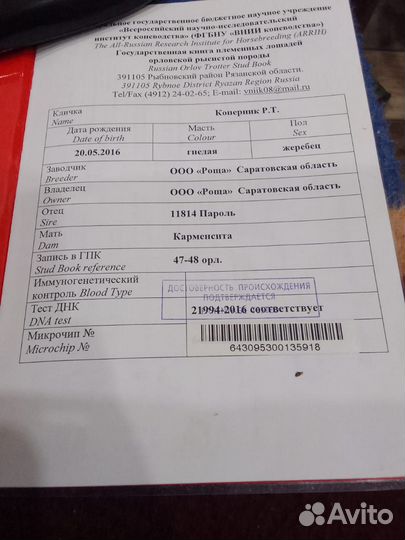 государственное бюджетное научное учреждение
«Всероссийский научно-исследовательский
институт коневодства» (ФГБНУ «ВНИИ коневодства»)
The All-Russian Research Institute for Horsebreeding (ARRIH)
Государственная книга племенных лошадей
орловской рысистой породы
Russian Orlov Trotter Stud Book
391105 Рыбновский район Рязанской области.
391105 Rybnoe District Ryazan Region Russia
Tel/Fax (4912) 24-02-65; E-mail: vniik08@mail.ru
Кличка Коперник Р.Т.
Name
Дата рождения Масть Пол
Date of birth Colour Sex
20.05.2016 гнедая жеребец
Заводчик ООО «Роща» Саратовская область
Breeder
Владелец ООО «Роща» Саратовская область
Owner
Отец 11814 Пароль
Sire
Мать Карменсита
Dam
Запись в ГПК 47-48 орл.
Stud Book reference
Иммуногенетический
контроль Blood Type
ДОСТОВЕРНОСТЬ ПРОИСХОЖДЕНИЯ
ПОДТВЕРЖДАЕТСЯ
Тест ДНК 21994-2016 соответствует
DNA test
Микрочип №
Microchip №
643095300135918
Avito